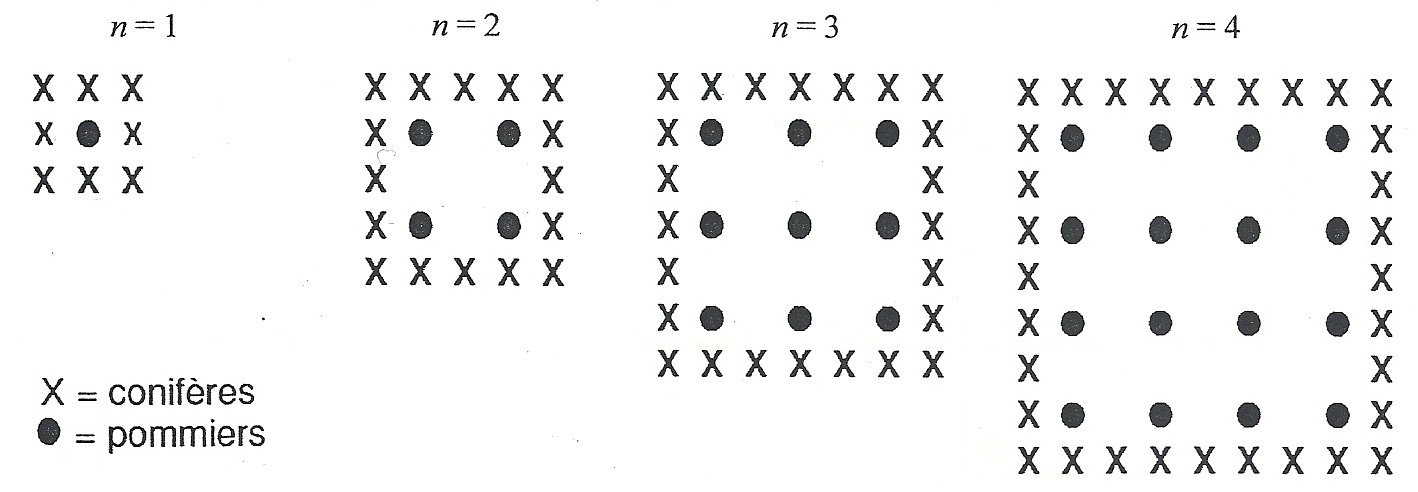 n = 1 n = 2 n = 3 n = 4
X X X X X X X X X X X X X X X X X X X X X X X X
X X X X X X X X
X X X X X X X X X
X X X X X X
X X X X X X X X X
X X X X
X X X X X X X X X
X X
X X
X X X X X X X X X
X = conifères
= pommiers